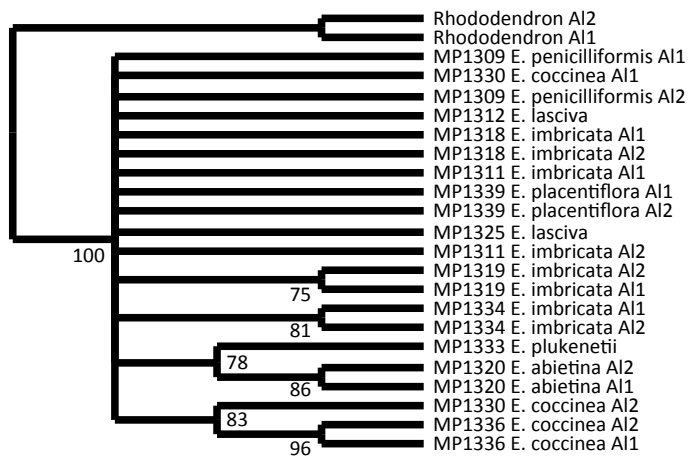 Rhododendron Al2
Rhododendron Al1
MP1309 E. penicilliformis Al1
MP1330 E. coccinea Al1
MP1309 E. penicilliformis Al2
MP1312 E. lasciva
MP1318 E. imbricata Al1
MP1318 E. imbricata Al2
MP1311 E. imbricata Al1
MP1339 E. placentiflora Al1
MP1339 E. placentiflora Al2
MP1325 E. lasciva
100
MP1311 E. imbricata Al2
MP1319 E. imbricata Al2
75
MP1319 E. imbricata Al1
MP1334 E. imbricata Al1
81
MP1334 E. imbricata Al2
MP1333 E. plukenetii
78
MP1320 E. abietina Al2
86
MP1320 E. abietina Al1
MP1330 E. coccinea Al2
83
MP1336 E. coccinea Al2
96
MP1336 E. coccinea Al1